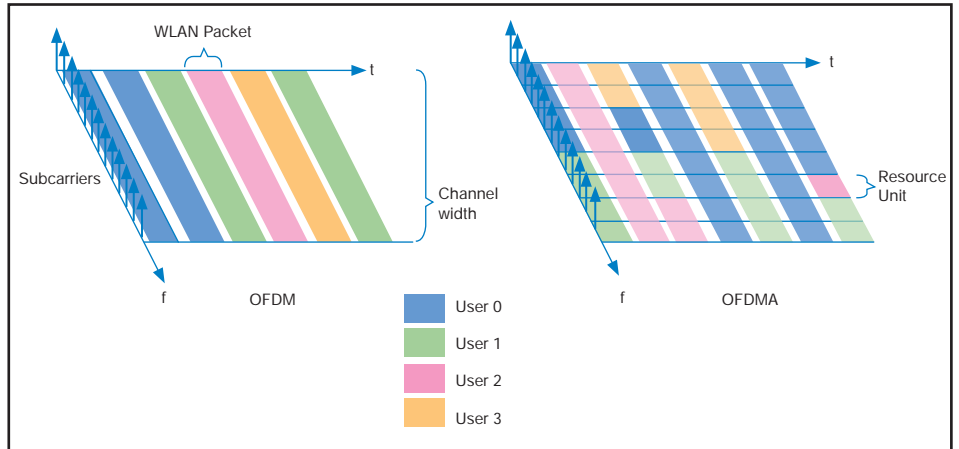 WLAN Packet
t
Subcarriers
Channel
width
f
OFDM
t
Resource
Unit
f
OFDMA
User 0
User 1
User 2
User 3